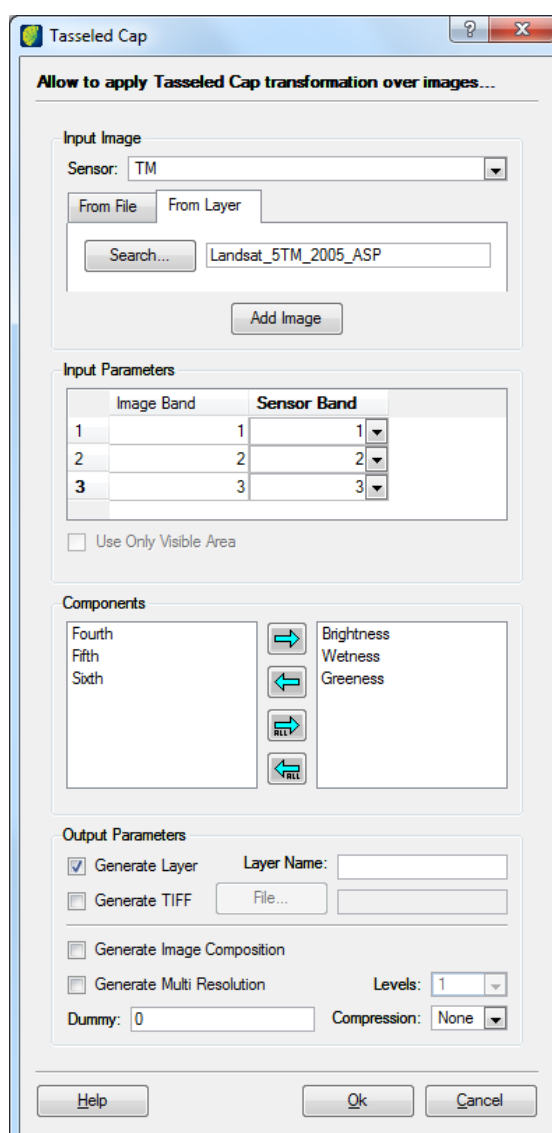 Tasseled Cap
Allow to apply Tasseled Cap transformation over images...
Input Image
Sensor: TM
From File From Layer
Search... Landsat_5TM_2005_ASP
Add Image
Input Parameters
Image Band Sensor Band
1 1 1
2 2 2
3 3 3
Use Only Visible Area
Components
Fourth Brightness
Fifth Wetness
Sixth Greeness
ALL
ALL
Output Parameters
Generate Layer Layer Name:
Generate TIFF File...
Generate Image Composition
Generate Multi Resolution Levels: 1
Dummy: 0 Compression: None
Help Ok Cancel